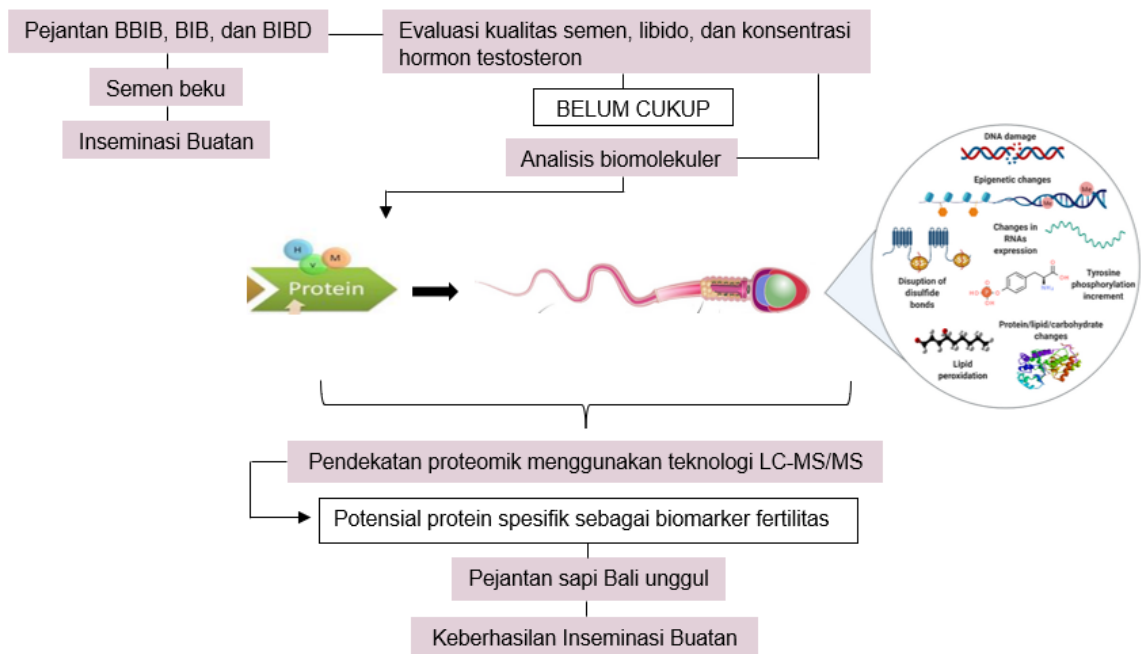 Pejantan BBIB, BIB, dan BIBD
Evaluasi kualitas semen, libido, dan konsentrasi
hormon testosteron
Semen beku
BELUM CUKUP
Inseminasi Buatan
Analisis biomolekuler
DNA damage
Epigenetic changes
Me
Me
Changes in
RNAs
expression
Disuption of
disulfide
bonds
Tyrosine
phosphorylation
increment
Protein/lipid/carbohydrate
changes
Lipid
peroxidation
H
Y
M
Protein
Pendekatan proteomik menggunakan teknologi LC-MS/MS
Potensial protein spesifik sebagai biomarker fertilitas
Pejantan sapi Bali unggul
Keberhasilan Inseminasi Buatan